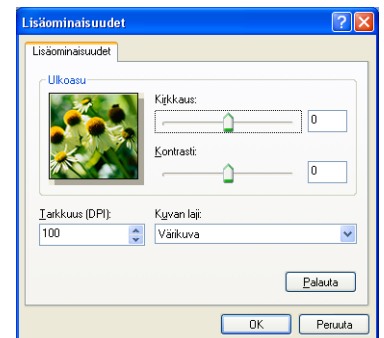 Lisäominaisuudet
Lisäominaisuudet
Ulkoasu
Kirkkaus:
0
Kontrasti:
0
Tarkkuus (DPI):
Kuvan laji:
100
Värikuva
Palauta
OK
Peruuta